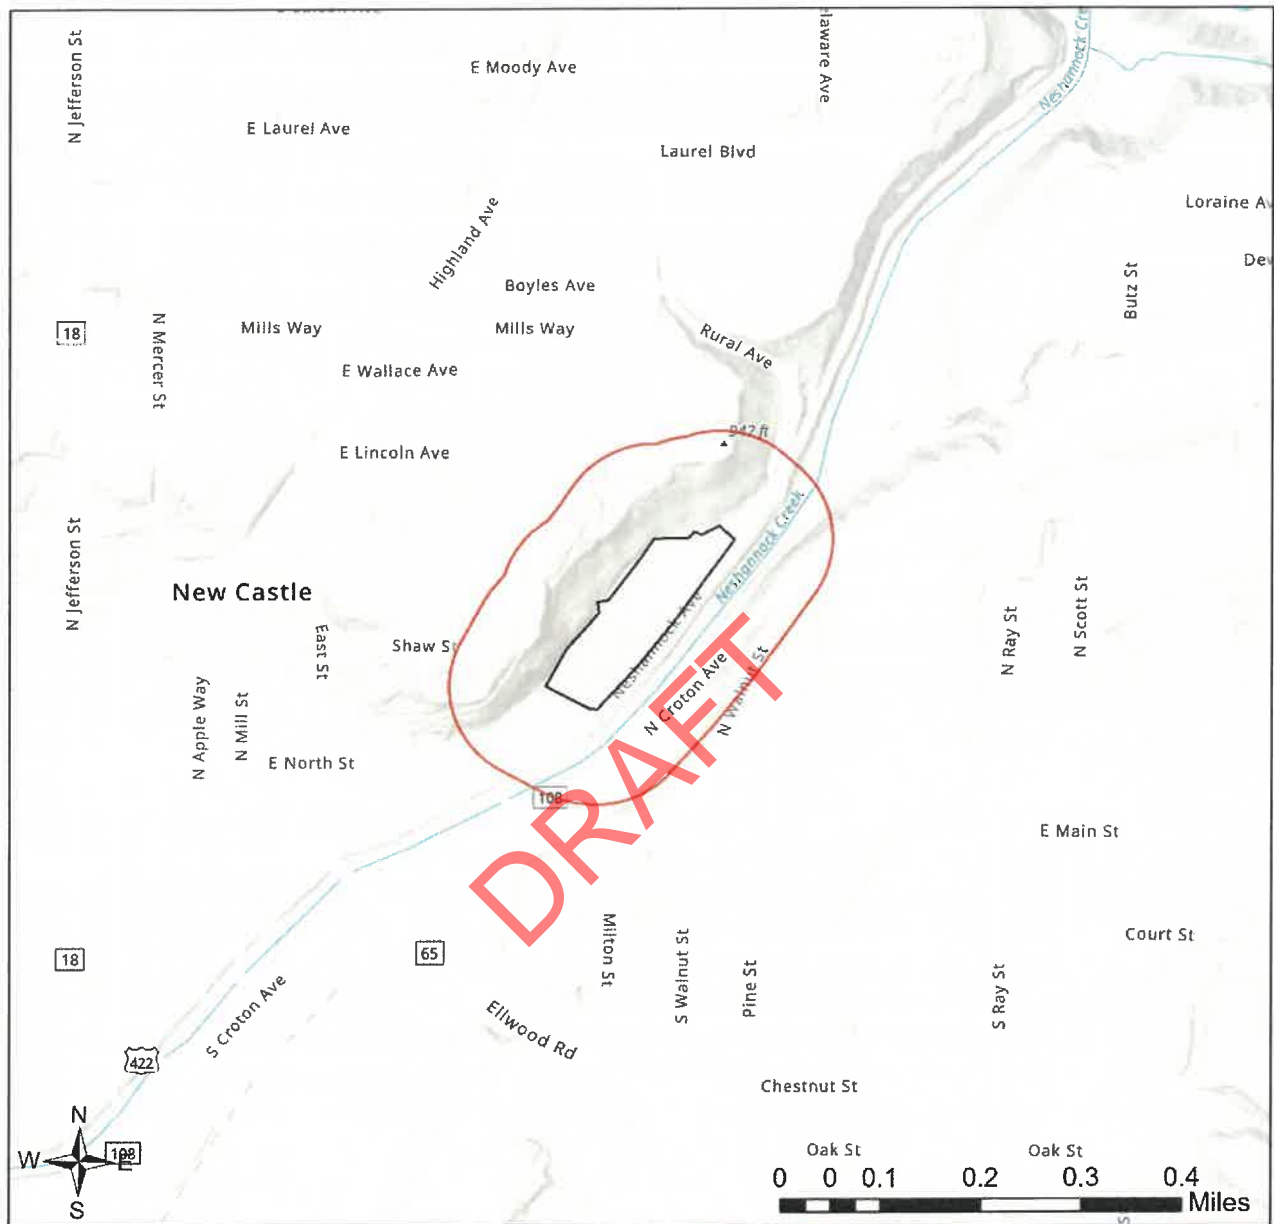 N Jefferson St
E Moody Ave
laware Ave
Neshannock Cre
E Laurel Ave
Laurel Blvd
Loraine Av
Highland Ave
Dev
Boyles Ave
Butz St
18
N Mercer St
Mills Way
Mills Way
Rural Ave
E Wallace Ave
942 ft
E Lincoln Ave
Neshannock Creek
N Jefferson St
New Castle
Neshannock Ave
East St
Shaw St
N Ray St
N Scott St
N Croton Ave
N Walnut St
N Apple Way
N Mill St
E North St
108
E Main St
DRAFT
65
Milton St
S Walnut St
Pine St
Court St
18
S Ray St
S Croton Ave
Ellwood Rd
422
Chestnut St
N
W
E
S
108
Oak St
Oak St
0 0 0.1 0.2 0.3 0.4
Miles